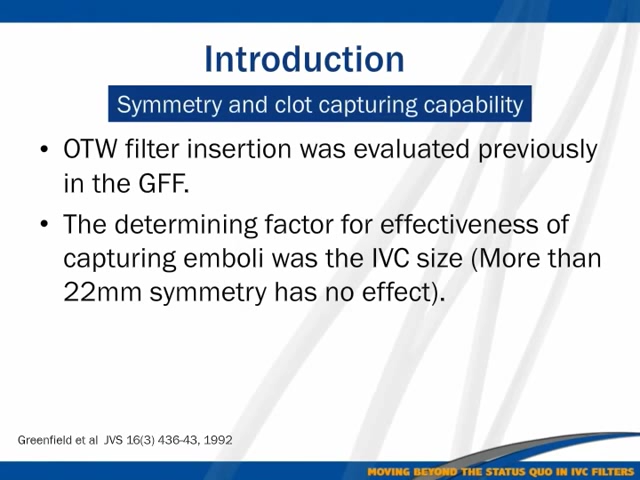 Introduction
Symmetry and clot capturing capability
• OTW filter insertion was evaluated previously
in the GFF.
• The determining factor for effectiveness of
capturing emboli was the IVC size (More than
22mm symmetry has no effect).
Greenfield et al JVS 16(3) 436-43, 1992
MOVING BEYOND THE STATUS QUO IN IVC FILTERS